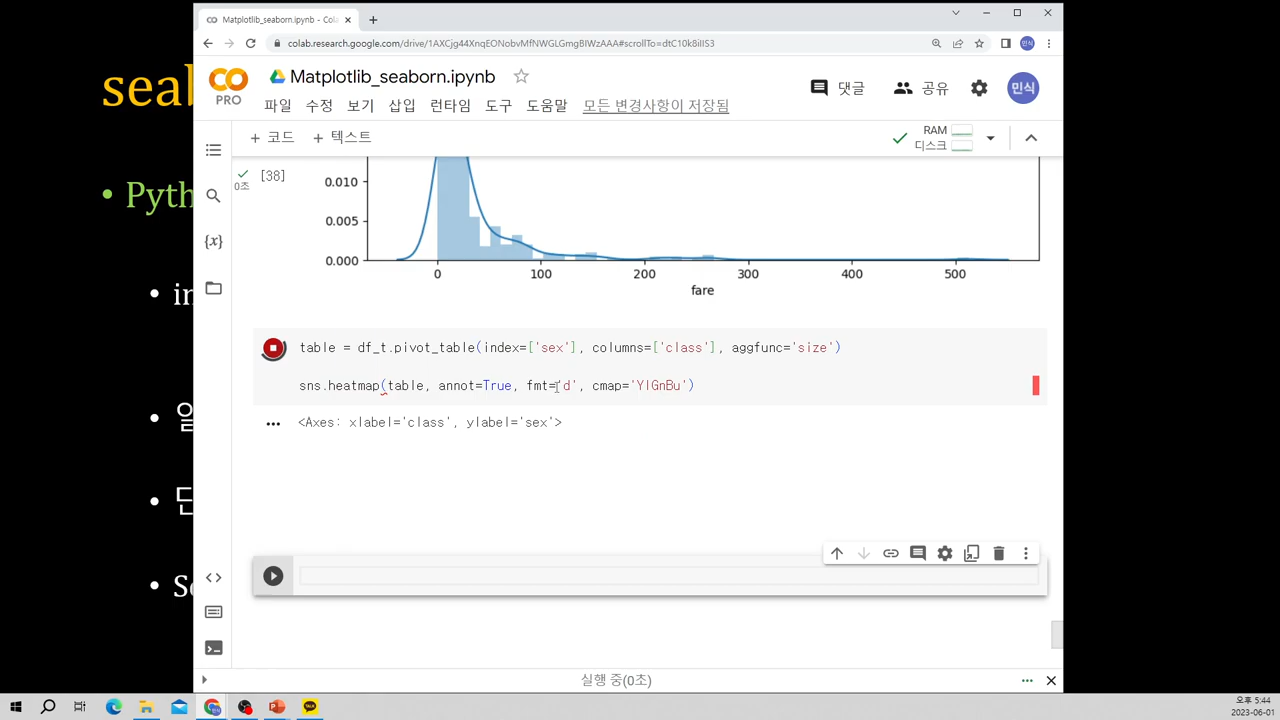 Matplotlib_seaborn.ipynb - Cola
colab.research.google.com/drive/1AXCjg44XnqEONobvMfNWGLGmgBIWzAAA#scrollTo=dtC10k8iIIS3
민식
Matplotlib_seaborn.ipynb
PRO
파일 수정 보기 삽입 런타임 도구 도움말 모든 변경사항이 저장됨
댓글 공유 민식
+ 코드 + 텍스트
RAM
디스크
seab
• Pyth
• in
•
•
• So
[38]
0초
0.010
0.005
0.000
0 100 200 300 400 500
fare
table = df_t.pivot_table(index=['sex'], columns=['class'], aggfunc='size')
sns.heatmap(table, annot=True, fmt='d', cmap='YlGnBu')
<Axes: xlabel='class', ylabel='sex'>
실행 중(0초)
오후 5:44
2023-06-01